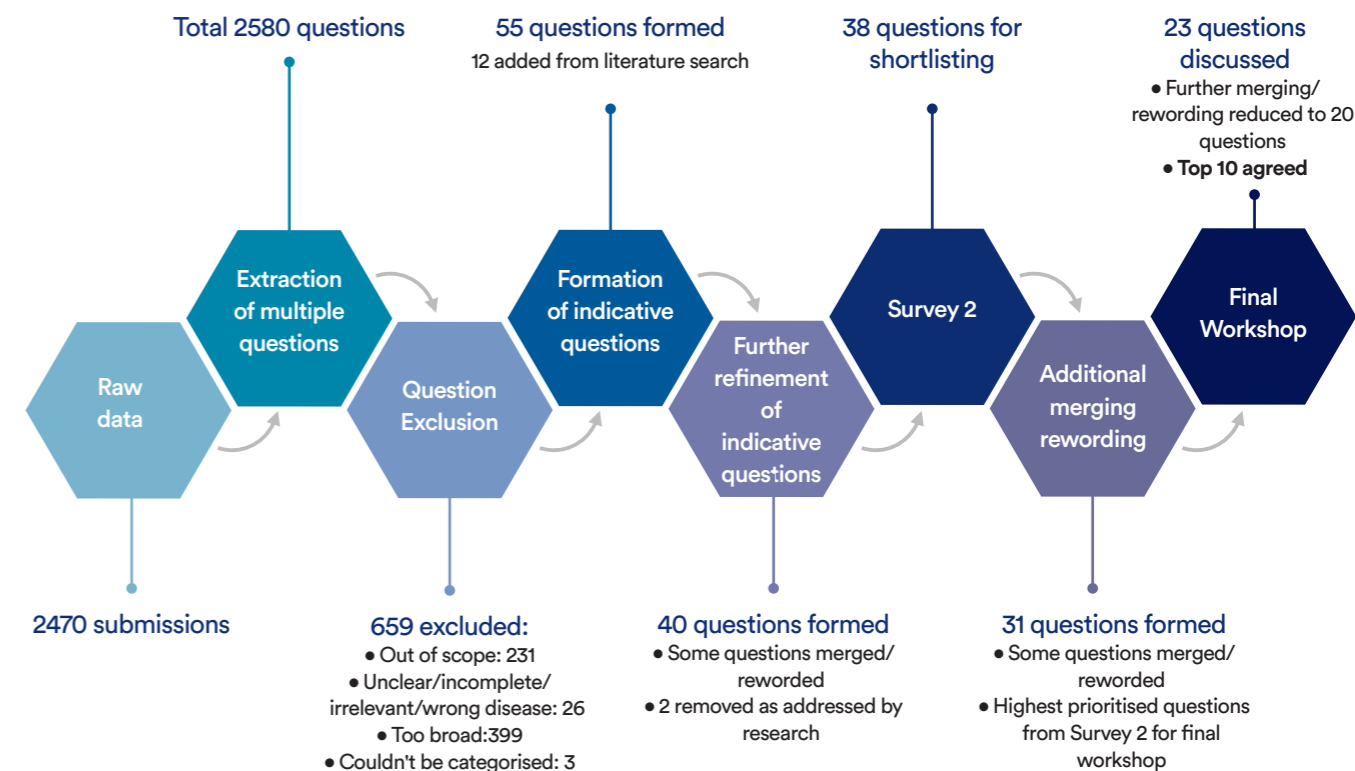 Total 2580 questions
55 questions formed
12 added from literature search
38 questions for
shortlisting
23 questions
discussed
● Further merging/
rewording reduced to 20
questions
● Top 10 agreed
Raw
data
Extraction
of multiple
questions
Question
Exclusion
Formation
of indicative
questions
Further
refinement
of
indicative
questions
Survey 2
Additional
merging
rewording
Final
Workshop
2470 submissions
659 excluded:
● Out of scope: 231
● Unclear/incomplete/
irrelevant/wrong disease: 26
● Too broad:399
● Couldn't be categorised: 3
40 questions formed
● Some questions merged/
reworded
● 2 removed as addressed by
research
31 questions formed
● Some questions merged/
reworded
● Highest prioritised questions
from Survey 2 for final
workshop